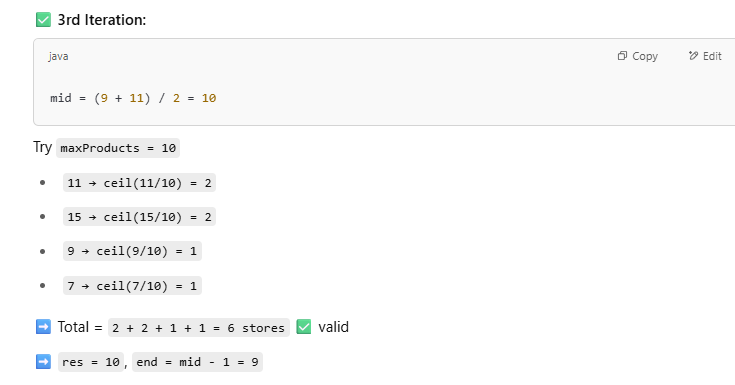 ✅ 3rd Iteration:
java Copy Edit
mid = (9 + 11) / 2 = 10
Try maxProducts = 10
• 11 → ceil(11/10) = 2
• 15 → ceil(15/10) = 2
• 9 → ceil(9/10) = 1
• 7 → ceil(7/10) = 1
➡️ Total = 2 + 2 + 1 + 1 = 6 stores ✅ valid
➡️ res = 10, end = mid - 1 = 9